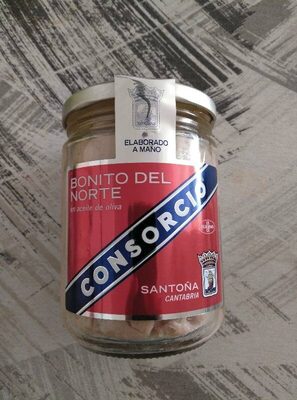 ELABORADO
A MANO
BONITO DEL
NORTE
en aceite de oliva
CONSORCIO
SANTOÑA
CANTABRIA